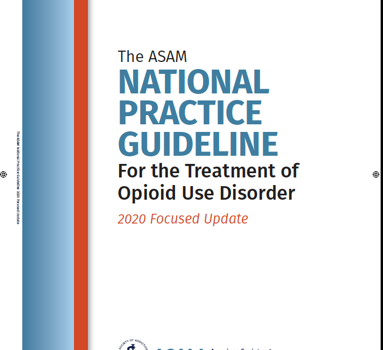 The ASAM
NATIONAL
PRACTICE
GUIDELINE
For the Treatment of
Opioid Use Disorder
2020 Focused Update